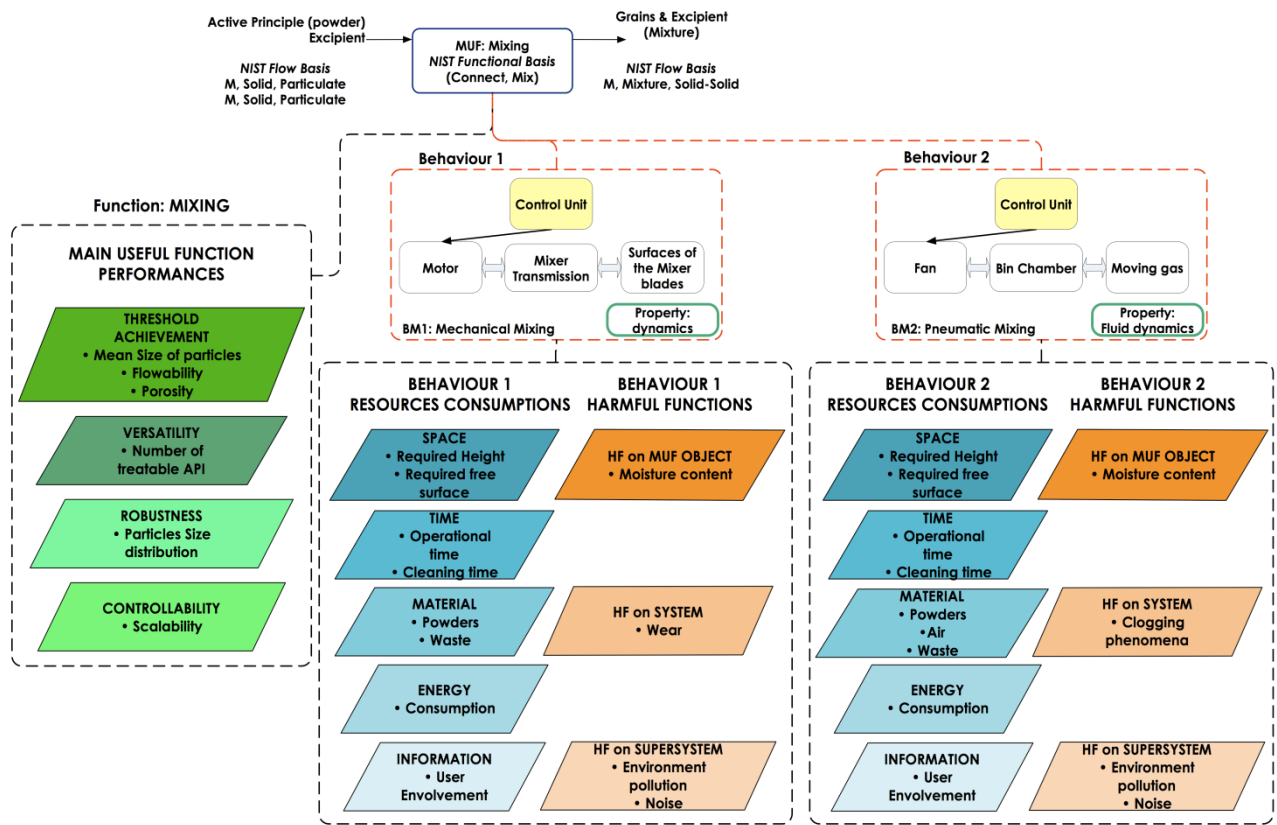 Active Principle (powder)
Excipient
NIST Flow Basis
M, Solid, Particulate
M, Solid, Particulate
MUF: Mixing
NIST Functional Basis
(Connect, Mix)
Grains & Excipient
(Mixture)
NIST Flow Basis
M, Mixture, Solid-Solid
Function: MIXING
MAIN USEFUL FUNCTION
PERFORMANCES
THRESHOLD
ACHIEVEMENT
• Mean Size of particles
• Flowability
• Porosity
VERSATILITY
• Number of
treatable API
ROBUSTNESS
• Particles Size
distribution
CONTROLLABILITY
• Scalability
Behaviour 1
Control Unit
Motor
Mixer
Transmission
Surfaces of
the Mixer
blades
BM1: Mechanical Mixing
Property:
dynamics
BEHAVIOUR 1
RESOURCES CONSUMPTIONS
SPACE
• Required Height
• Required free
surface
TIME
• Operational
time
• Cleaning time
MATERIAL
• Powders
• Waste
ENERGY
• Consumption
INFORMATION
• User
Envolvement
BEHAVIOUR 1
HARMFUL FUNCTIONS
HF on MUF OBJECT
• Moisture content
HF on SYSTEM
• Wear
HF on SUPERSYSTEM
• Environment
pollution
• Noise
Behaviour 2
Control Unit
Fan
Bin Chamber
Moving gas
BM2: Pneumatic Mixing
Property:
Fluid dynamics
BEHAVIOUR 2
RESOURCES CONSUMPTIONS
SPACE
• Required Height
• Required free
surface
TIME
• Operational
time
• Cleaning time
MATERIAL
• Powders
•Air
• Waste
ENERGY
• Consumption
INFORMATION
• User
Envolvement
BEHAVIOUR 2
HARMFUL FUNCTIONS
HF on MUF OBJECT
• Moisture content
HF on SYSTEM
• Clogging
phenomena
HF on SUPERSYSTEM
• Environment
pollution
• Noise